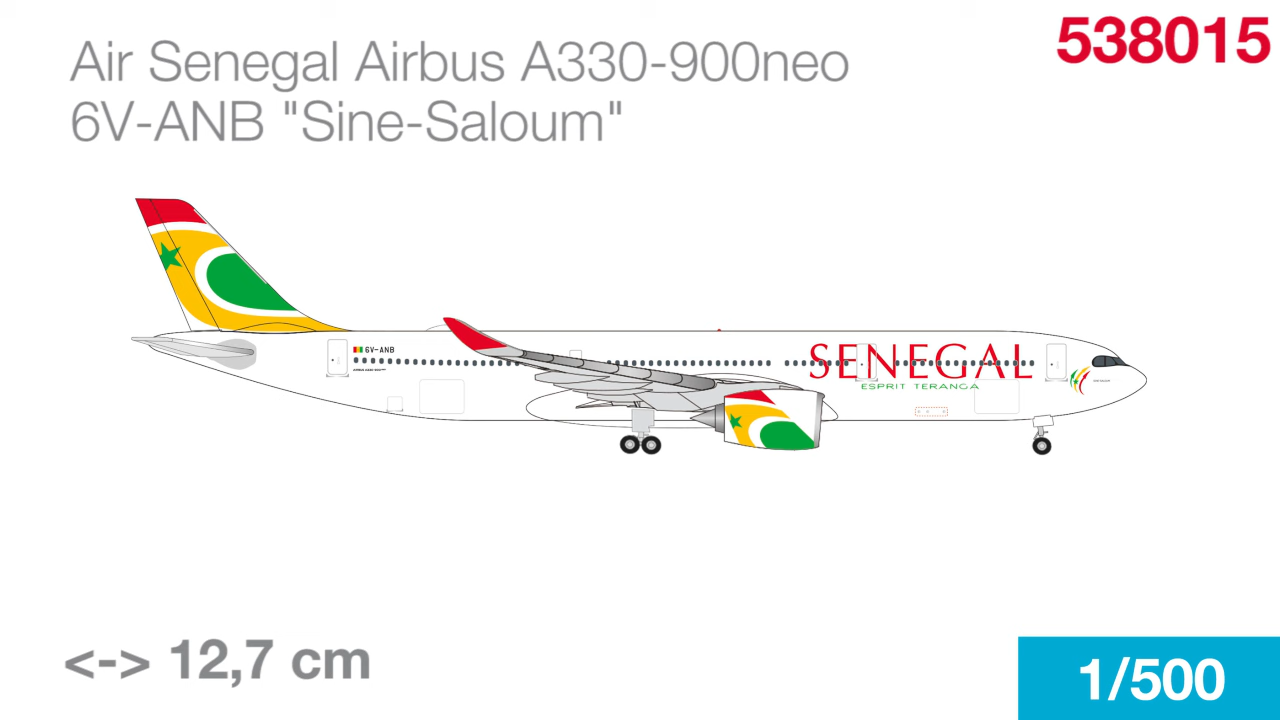 Air Senegal Airbus A330-900neo
6V-ANB "Sine-Saloum"
538015
6V-ANB
SENEGAL
ESPRIT TERANGA
<-> 12,7 cm
1/500